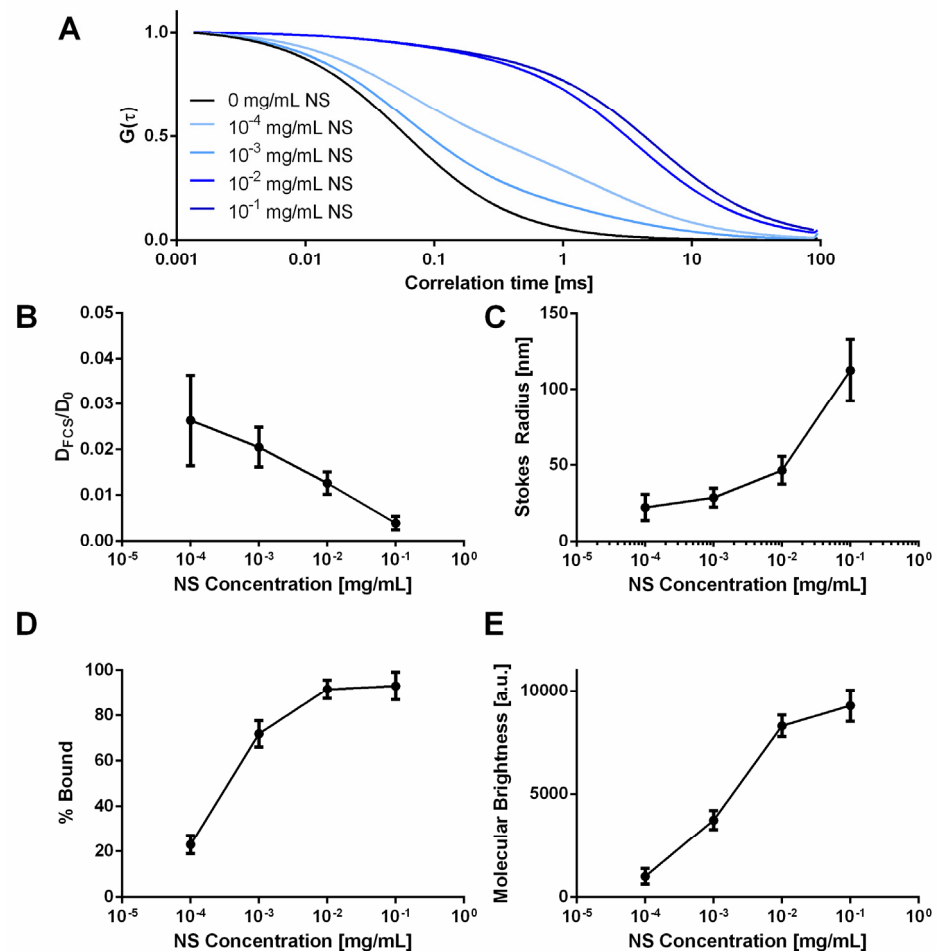 A
1.0
0.5
0.0
G(τ)
0 mg/mL NS
10⁻⁴ mg/mL NS
10⁻³ mg/mL NS
10⁻² mg/mL NS
10⁻¹ mg/mL NS
0.001 0.01 0.1 1 10 100
Correlation time [ms]
B
0.05
0.04
0.03
0.02
0.01
0.00
D_FCS/D₀
10⁻⁵ 10⁻⁴ 10⁻³ 10⁻² 10⁻¹ 10⁰
NS Concentration [mg/mL]
C
150
100
50
0
Stokes Radius [nm]
10⁻⁵ 10⁻⁴ 10⁻³ 10⁻² 10⁻¹ 10⁰
NS Concentration [mg/mL]
D
100
80
60
40
20
0
% Bound
10⁻⁵ 10⁻⁴ 10⁻³ 10⁻² 10⁻¹ 10⁰
NS Concentration [mg/mL]
E
10000
5000
0
Molecular Brightness [a.u.]
10⁻⁵ 10⁻⁴ 10⁻³ 10⁻² 10⁻¹ 10⁰
NS Concentration [mg/mL]